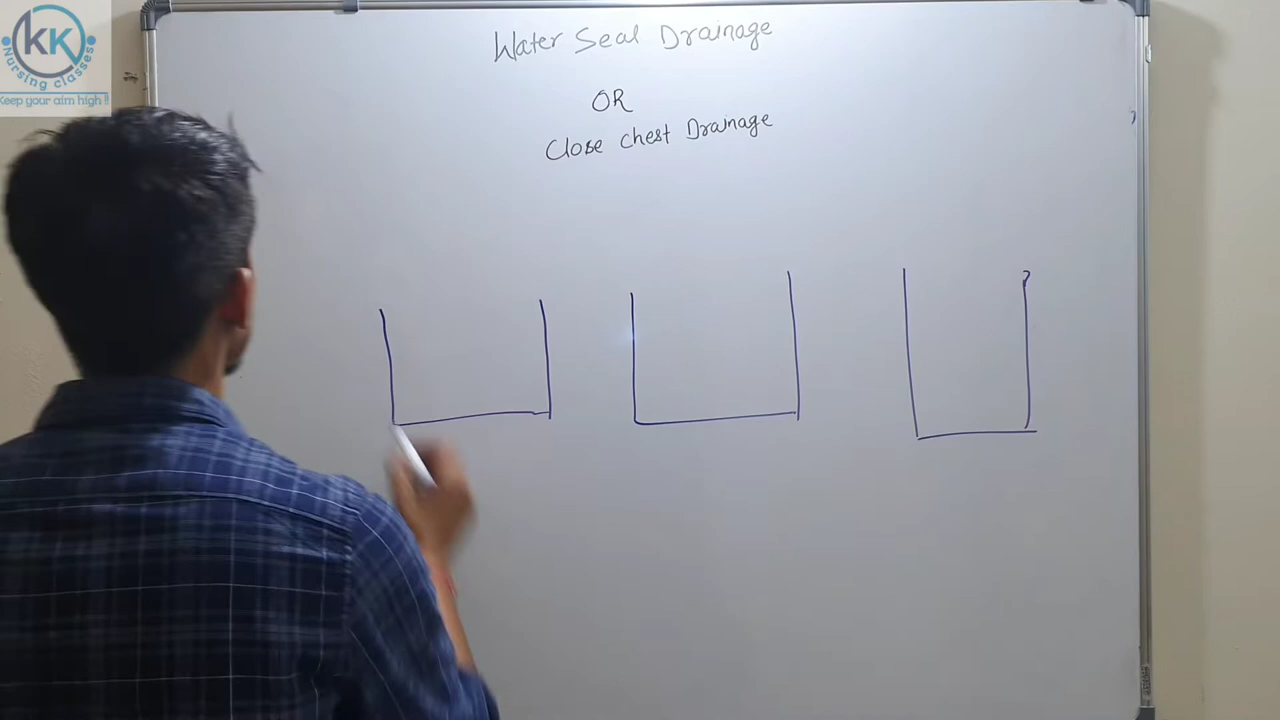 KK
Nursing classes
Keep your aim high !!
Water Seal Drainage
OR
Close Chest Drainage